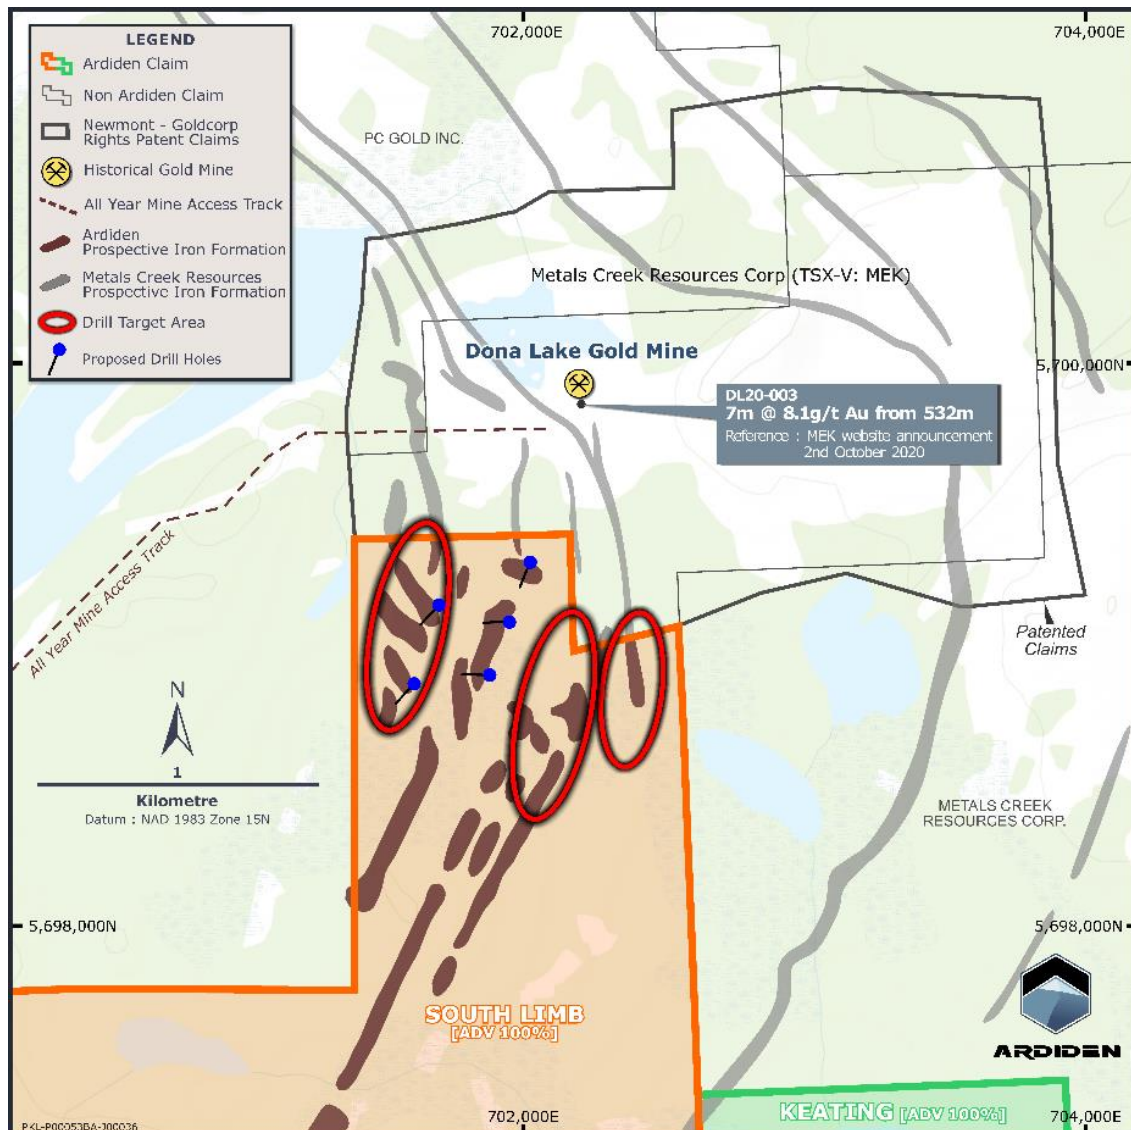 702,000E
704,000E
LEGEND
Ardiden Claim
Non Ardiden Claim
Newmont - Goldcorp
Rights Patent Claims
Historical Gold Mine
All Year Mine Access Track
Ardiden
Prospective Iron Formation
Metals Creek Resources
Prospective Iron Formation
Drill Target Area
Proposed Drill Holes
PC GOLD INC.
Metals Creek Resources Corp (TSX-V: MEK)
Dona Lake Gold Mine
5,700,000N
DL20-003
7m @ 8.1g/t Au from 532m
Reference : MEK website announcement
2nd October 2020
All Year Mine Access Track
Patented
Claims
N
1
Kilometre
Datum : NAD 1983 Zone 15N
METALS CREEK
RESOURCES CORP.
5,698,000N
5,698,000N
SOUTH LIMB
[ADV 100%]
ARDIDEN
KEATING [ADV 100%]
702,000E
704,000E